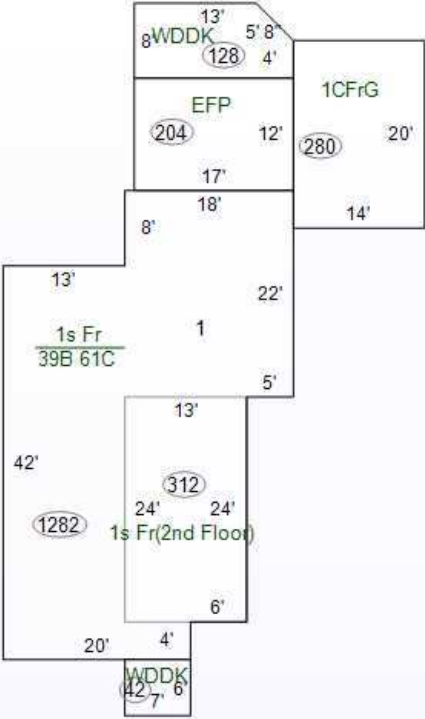 13'
8' WDDK 5' 8"
128 4'
EFP 1CFrG
204 12' 280 20'
17'
18' 14'
8'
13'
22'
1s Fr 1
39B 61C
5'
13'
42'
312
24' 24'
1282
1s Fr(2nd Floor)
6'
20' 4'
WDDK
42 7' 6'